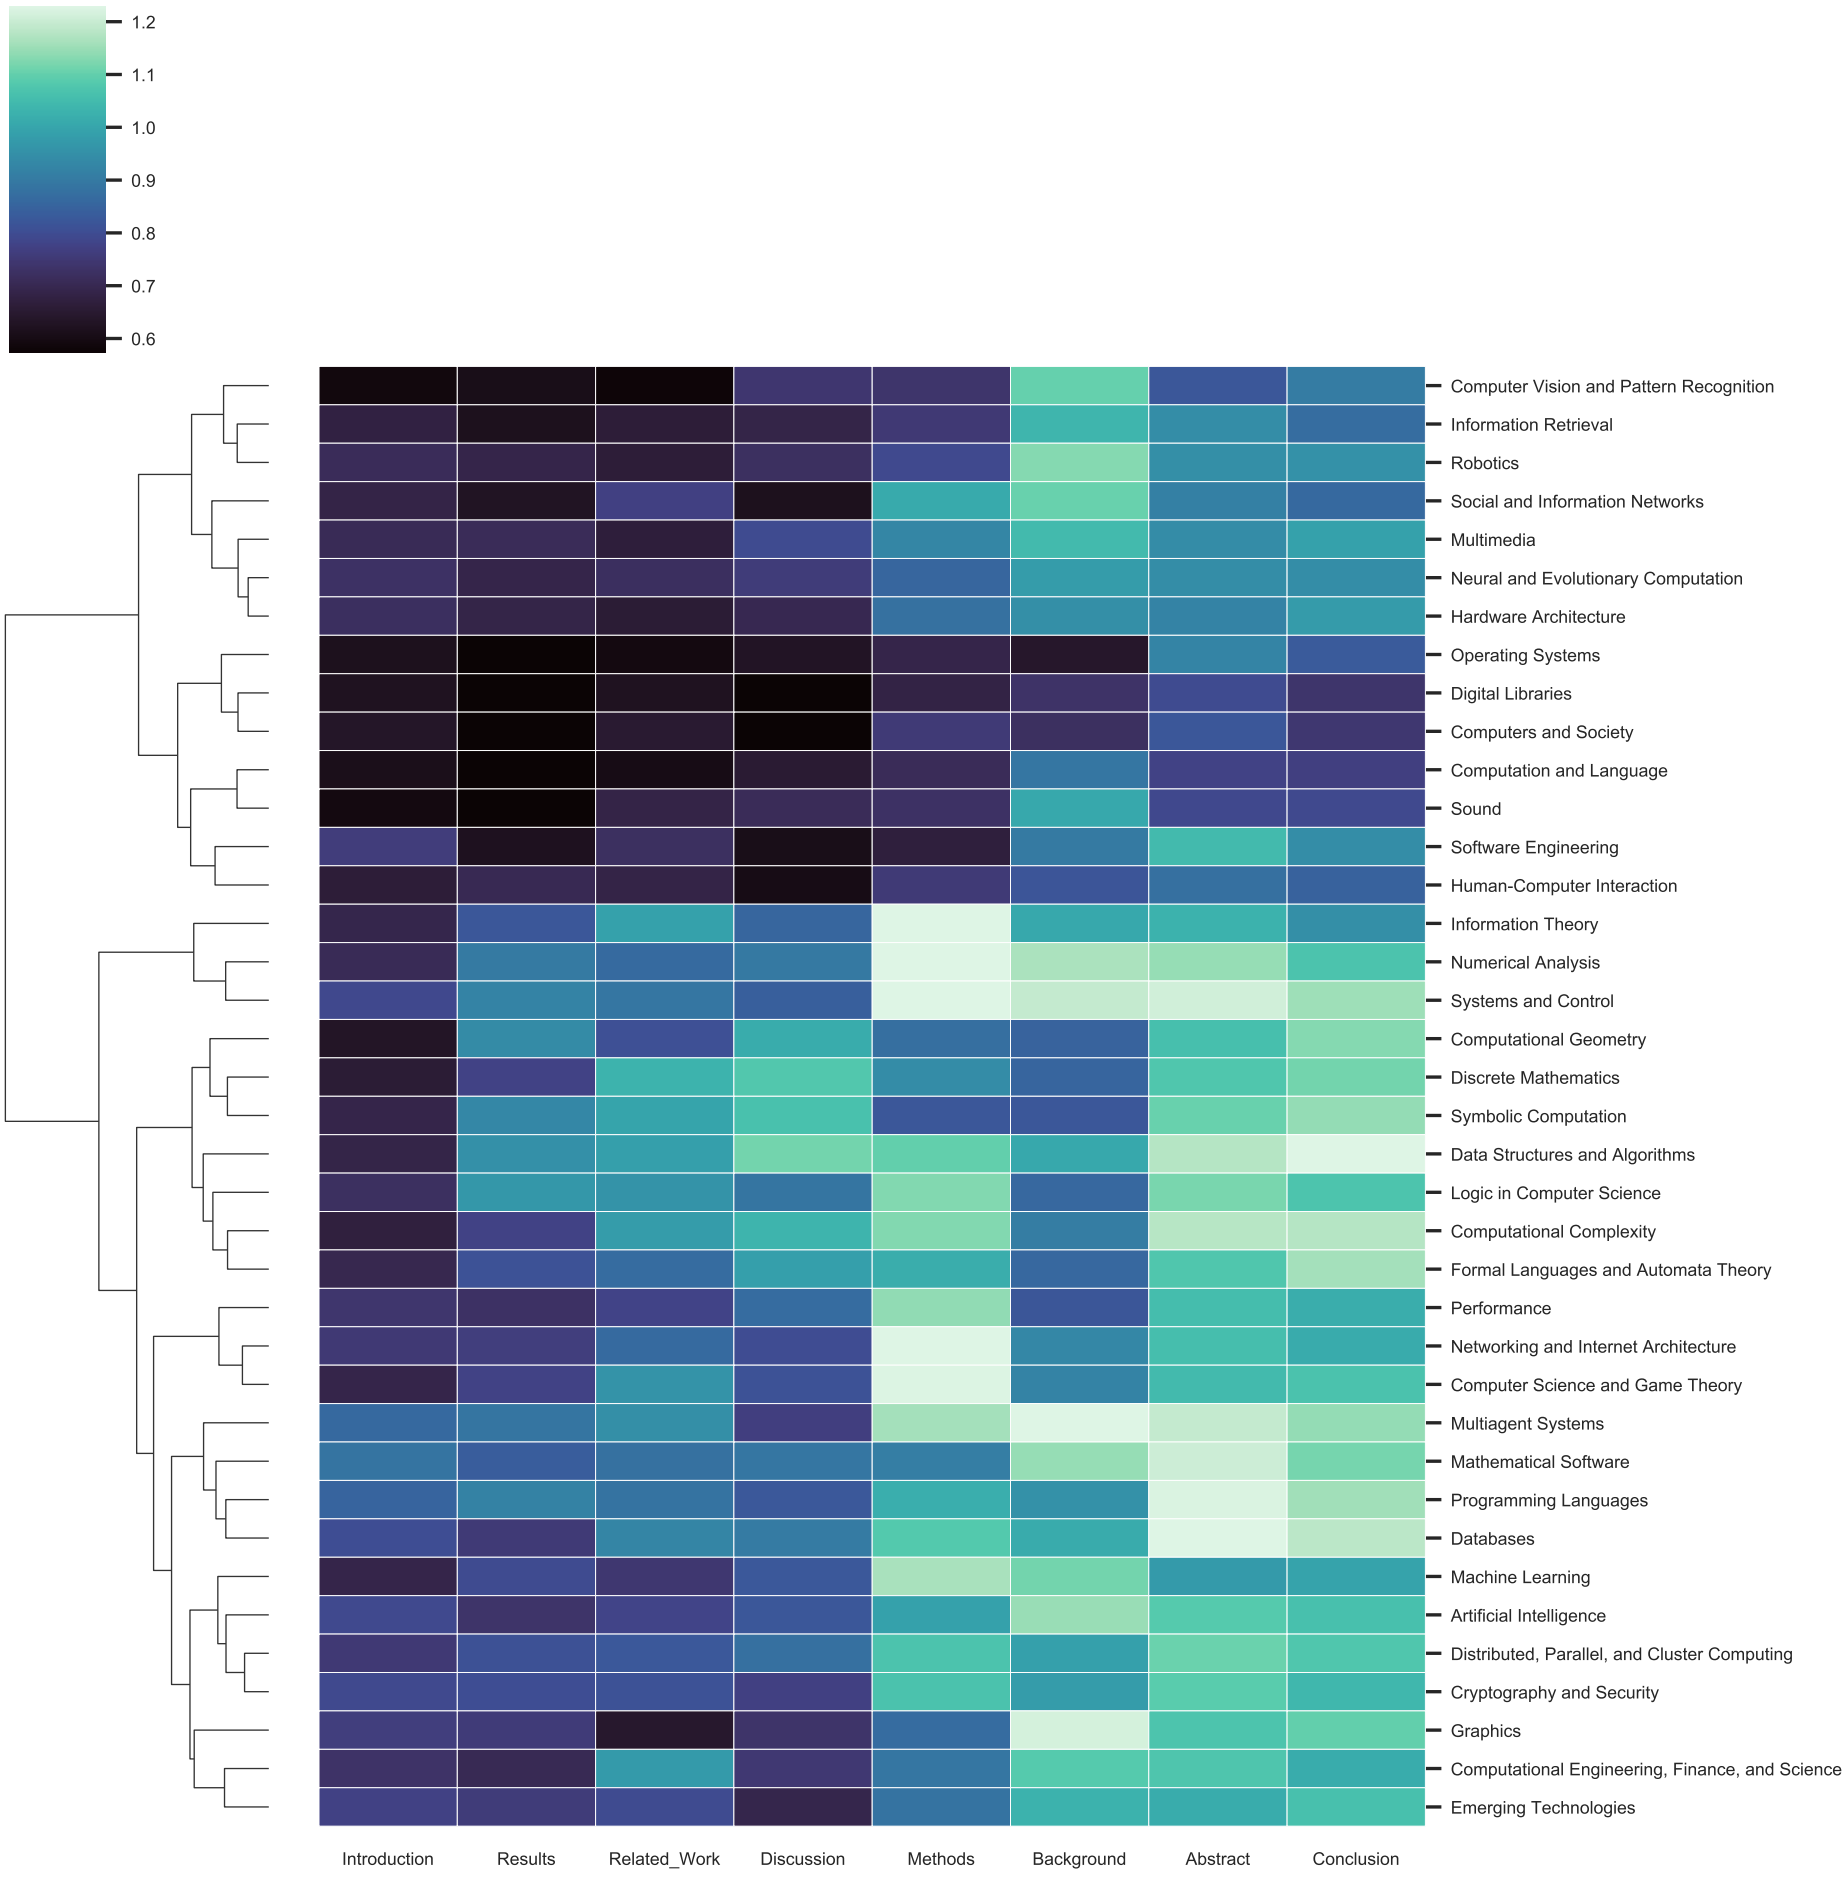 1.2
1.1
1.0
0.9
0.8
0.7
0.6
Computer Vision and Pattern Recognition
Information Retrieval
Robotics
Social and Information Networks
Multimedia
Neural and Evolutionary Computation
Hardware Architecture
Operating Systems
Digital Libraries
Computers and Society
Computation and Language
Sound
Software Engineering
Human-Computer Interaction
Information Theory
Numerical Analysis
Systems and Control
Computational Geometry
Discrete Mathematics
Symbolic Computation
Data Structures and Algorithms
Logic in Computer Science
Computational Complexity
Formal Languages and Automata Theory
Performance
Networking and Internet Architecture
Computer Science and Game Theory
Multiagent Systems
Mathematical Software
Programming Languages
Databases
Machine Learning
Artificial Intelligence
Distributed, Parallel, and Cluster Computing
Cryptography and Security
Graphics
Computational Engineering, Finance, and Science
Emerging Technologies
Introduction Results Related_Work Discussion Methods Background Abstract Conclusion